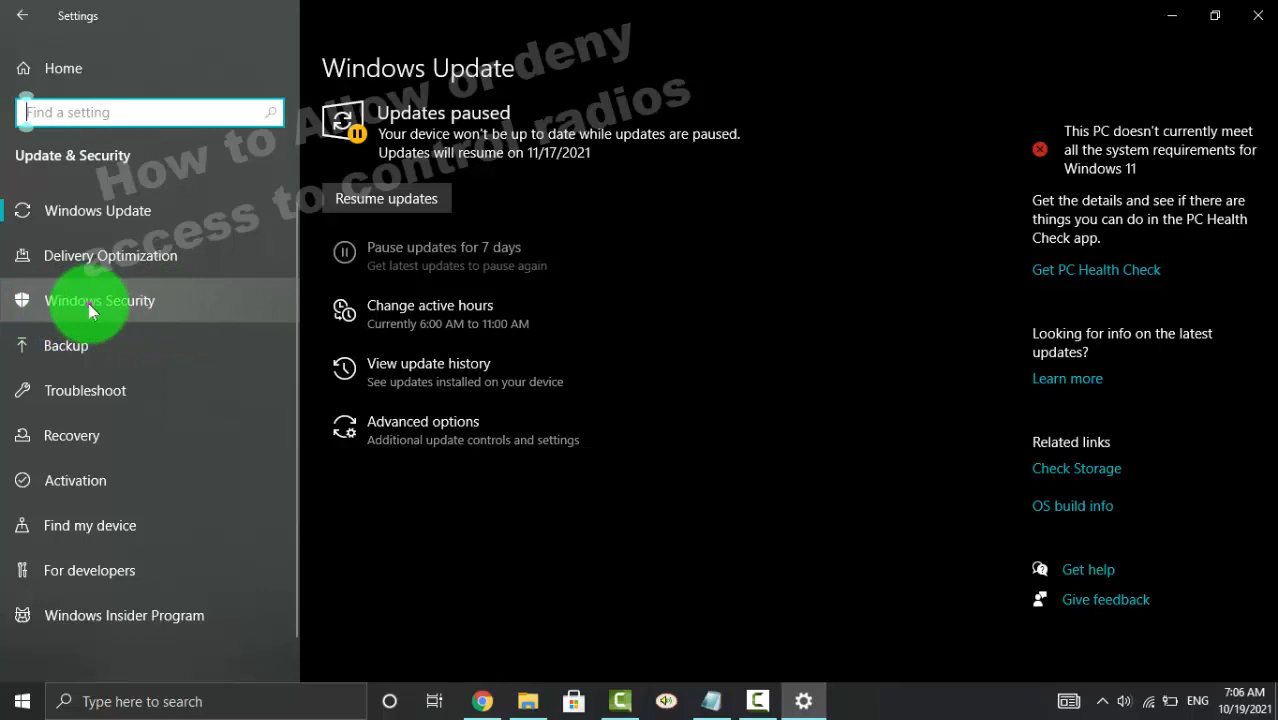 Settings
Home
Find a setting
Update & Security
Windows Update
Delivery Optimization
Windows Security
Backup
Troubleshoot
Recovery
Activation
Find my device
For developers
Windows Insider Program
How to Allow or deny
access to control radios
Windows Update
Updates paused
Your device won't be up to date while updates are paused.
Updates will resume on 11/17/2021
Resume updates
Pause updates for 7 days
Get latest updates to pause again
Change active hours
Currently 6:00 AM to 11:00 AM
View update history
See updates installed on your device
Advanced options
Additional update controls and settings
This PC doesn't currently meet
all the system requirements for
Windows 11
Get the details and see if there are
things you can do in the PC Health
Check app.
Get PC Health Check
Looking for info on the latest
updates?
Learn more
Related links
Check Storage
OS build info
Get help
Give feedback
Type here to search
ENG
7:06 AM
10/19/2021